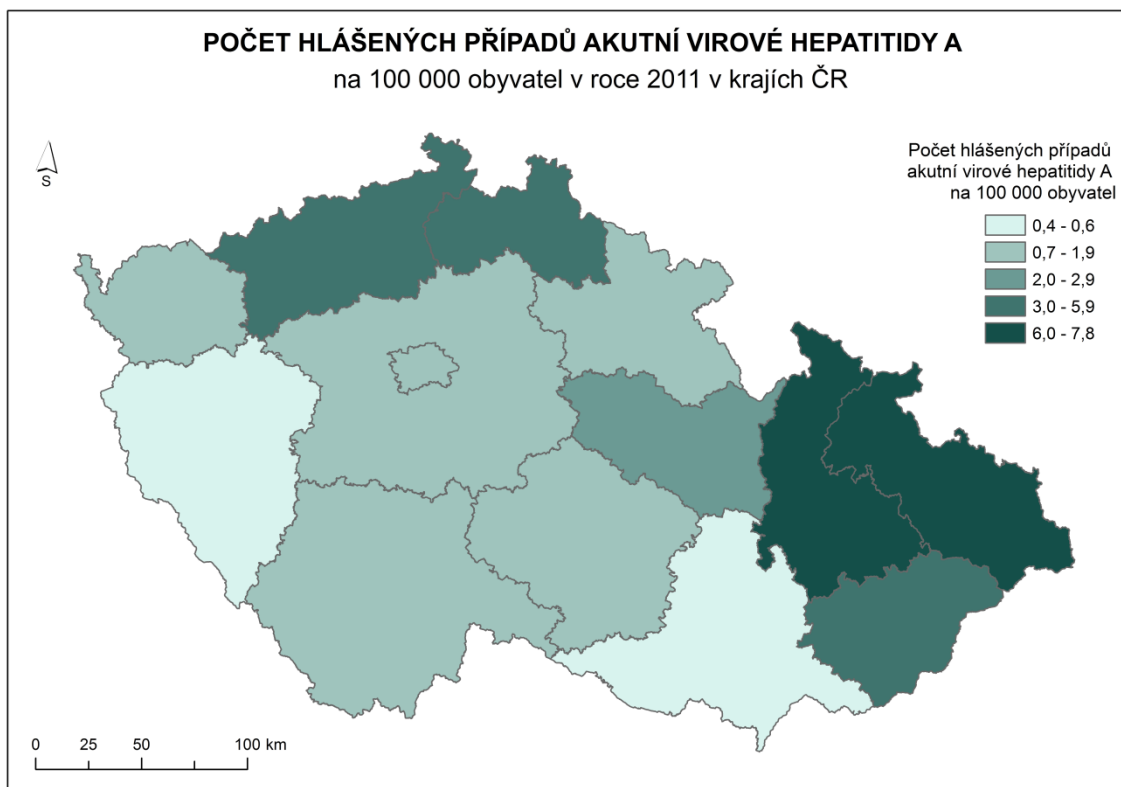 POČET HLÁŠENÝCH PŘÍPADŮ AKUTNÍ VIROVÉ HEPATITIDY A
na 100 000 obyvatel v roce 2011 v krajích ČR
S
Počet hlášených případů
akutní virové hepatitidy A
na 100 000 obyvatel
0,4 - 0,6
0,7 - 1,9
2,0 - 2,9
3,0 - 5,9
6,0 - 7,8
0 25 50 100 km